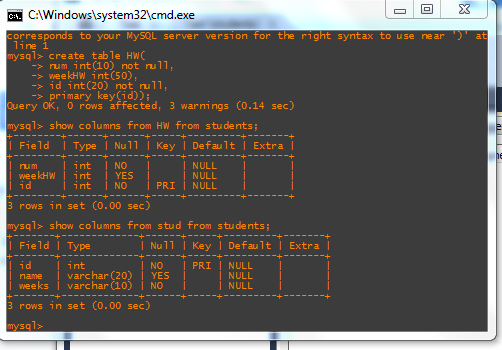 C:\Windows\system32\cmd.exe
corresponds to your MySQL server version for the right syntax to use near ')' at
line 1
mysql> create table HW(
    -> num int(10) not null,
    -> weekHW int(50),
    -> id int(20) not null,
    -> primary key(id));
Query OK, 0 rows affected, 3 warnings (0.14 sec)
mysql> show columns from HW from students;
+--------+------+------+-----+---------+-------+
| Field  | Type | Null | Key | Default | Extra |
+--------+------+------+-----+---------+-------+
| num    | int  | NO   |     | NULL    |       |
| weekHW | int  | YES  |     | NULL    |       |
| id     | int  | NO   | PRI | NULL    |       |
+--------+------+------+-----+---------+-------+
3 rows in set (0.00 sec)
mysql> show columns from stud from students;
+-------+-------------+------+-----+---------+-------+
| Field | Type        | Null | Key | Default | Extra |
+-------+-------------+------+-----+---------+-------+
| id    | int         | NO   | PRI | NULL    |       |
| name  | varchar(20) | YES  |     | NULL    |       |
| weeks | varchar(10) | NO   |     | NULL    |       |
+-------+-------------+------+-----+---------+-------+
3 rows in set (0.00 sec)
mysql>